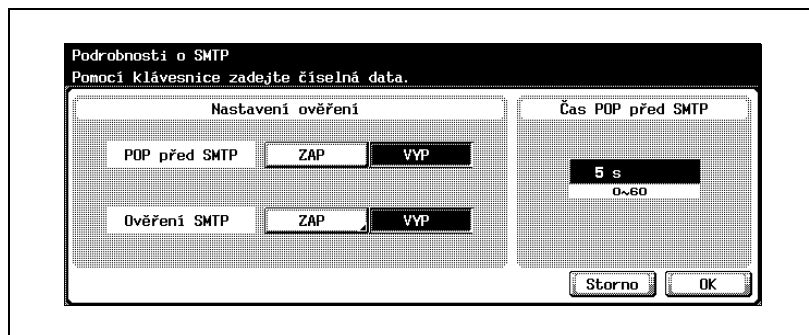 Podrobnosti o SMTP
Pomocí klávesnice zadejte číselná data.
Nastavení ověření
POP před SMTP ZAP VYP
Ověření SMTP ZAP VYP
Čas POP před SMTP
5 s
0~60
Storno OK